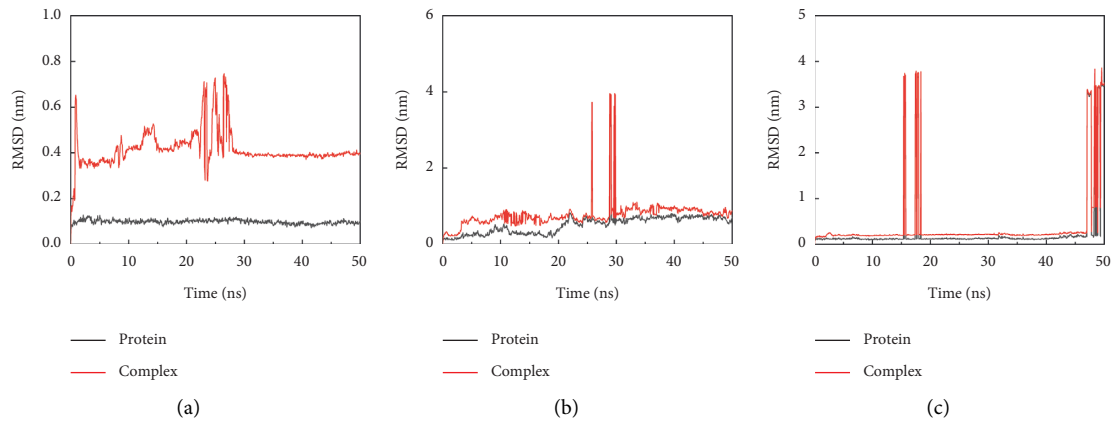 1.0
0.8
0.6
0.4
0.2
0.0
RMSD (nm)
0 10 20 30 40 50
Time (ns)
Protein
Complex
(a)
6
4
2
0
RMSD (nm)
0 10 20 30 40 50
Time (ns)
Protein
Complex
(b)
5
4
3
2
1
0
RMSD (nm)
0 10 20 30 40 50
Time (ns)
Protein
Complex
(c)